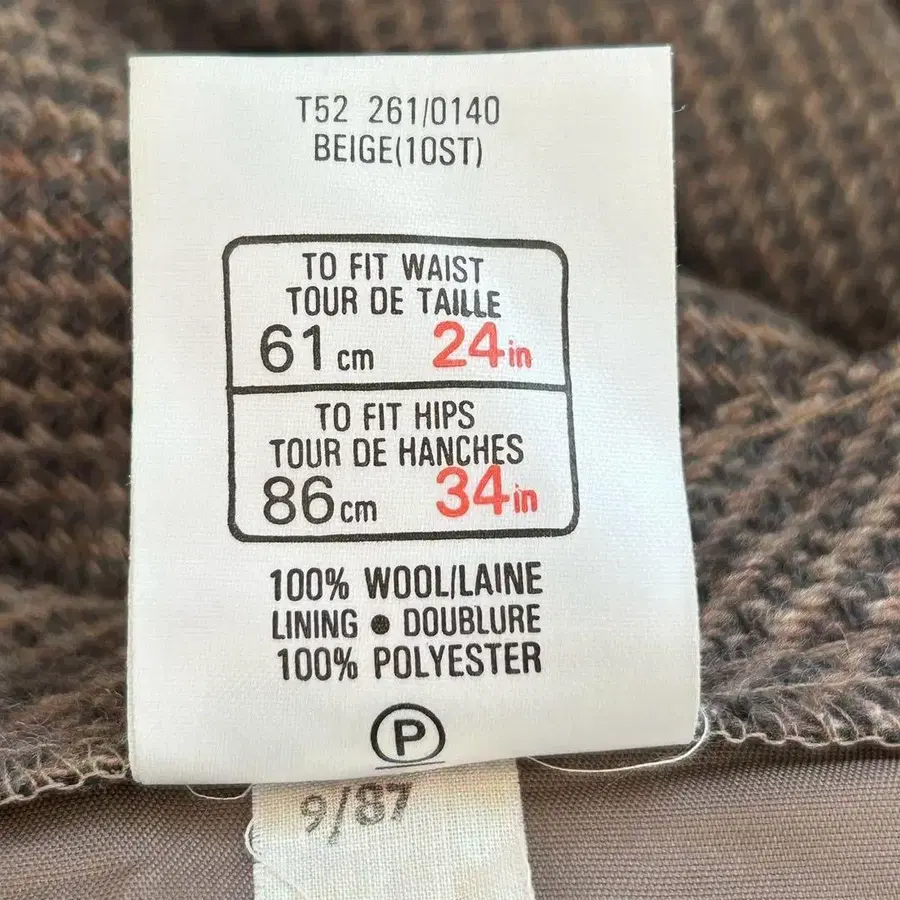 T52 261/0140
BEIGE(10ST)
TO FIT WAIST
TOUR DE TAILLE
61cm 24in
TO FIT HIPS
TOUR DE HANCHES
86cm 34in
100% WOOL/LAINE
LINING ● DOUBLURE
100% POLYESTER
P
9/87